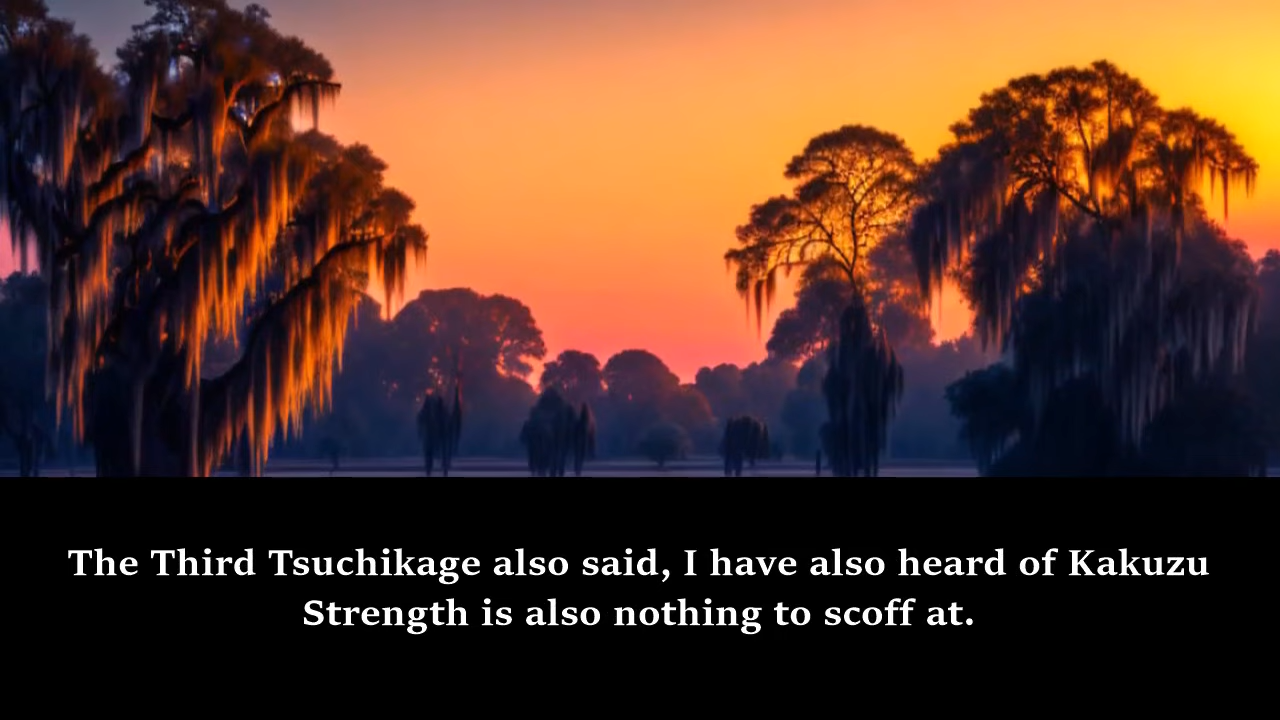 The Third Tsuchikage also said, I have also heard of Kakuzu
Strength is also nothing to scoff at.